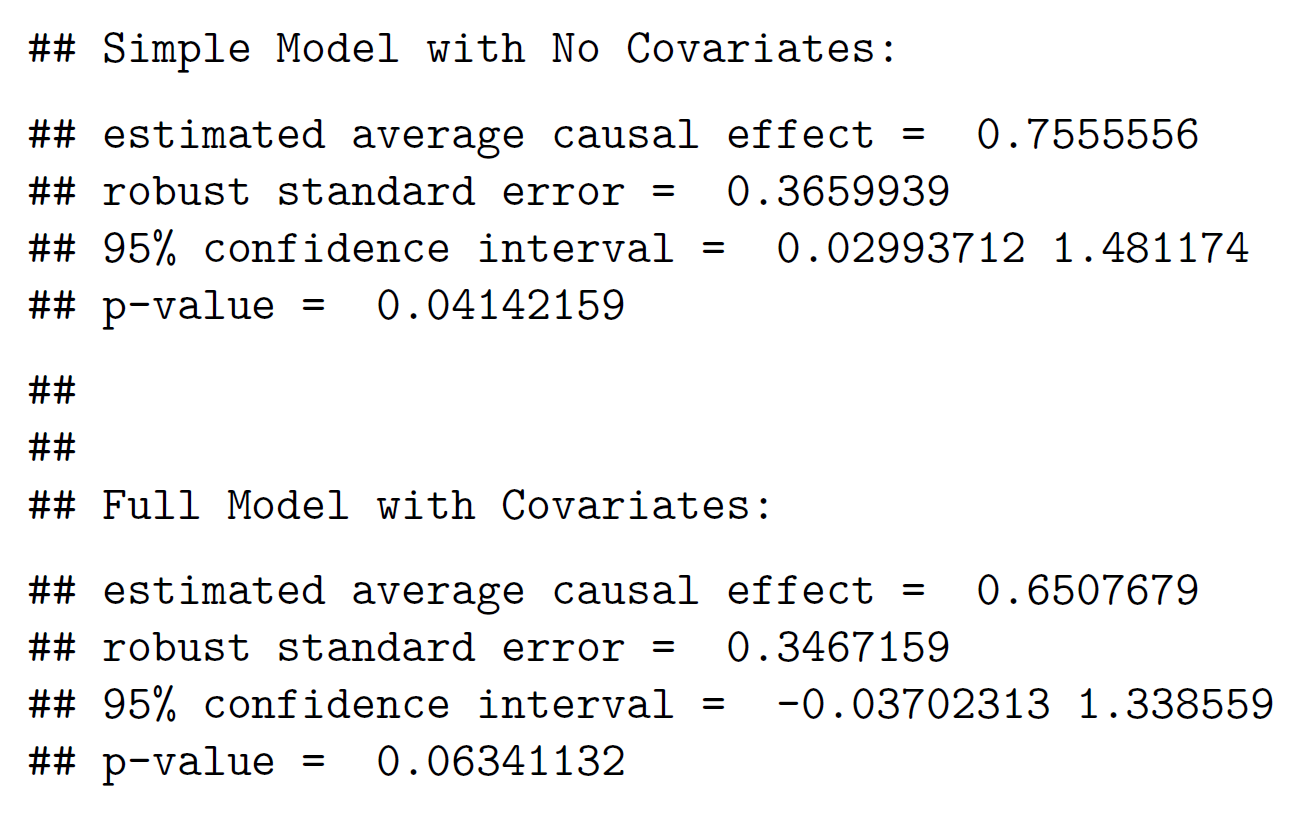 ## Simple Model with No Covariates:
## estimated average causal effect =  0.7555556
## robust standard error =  0.3659939
## 95% confidence interval =  0.02993712 1.481174
## p-value =  0.04142159
##
##
## Full Model with Covariates:
## estimated average causal effect =  0.6507679
## robust standard error =  0.3467159
## 95% confidence interval =  -0.03702313 1.338559
## p-value =  0.06341132